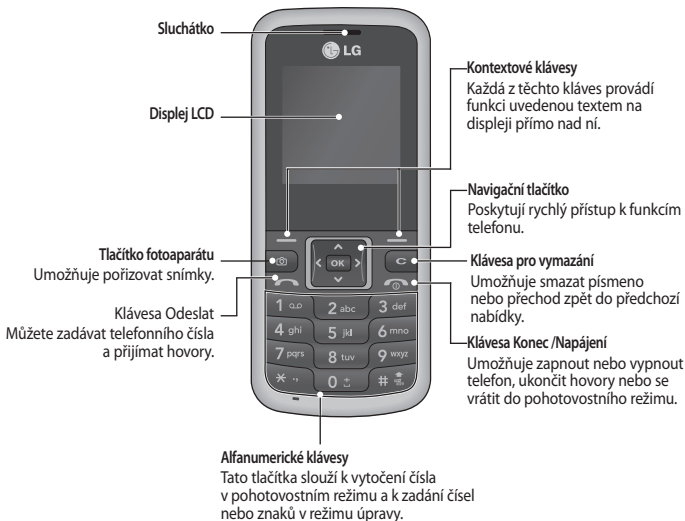 Sluchátko
LG
Kontextové klávesy
Každá z těchto kláves provádí
funkci uvedenou textem na
displeji přímo nad ní.
Displej LCD
Navigační tlačítko
Poskytují rychlý přístup k funkcím
telefonu.
Tlačítko fotoaparátu
Umožňuje pořizovat snímky.
OK
C
Klávesa pro vymazání
Umožňuje smazat písmeno
nebo přechod zpět do předchozí
nabídky.
Klávesa Odeslat
Můžete zadávat telefonního čísla
a přijímat hovory.
1
2 abc
3 def
4 ghi
5 jkl
6 mno
7 pqrs
8 tuv
9 wxyz
* .,
0 +
#
Klávesa Konec /Napájení
Umožňuje zapnout nebo vypnout
telefon, ukončit hovory nebo se
vrátit do pohotovostního režimu.
Alfanumerické klávesy
Tato tlačítka slouží k vytočení čísla
v pohotovostním režimu a k zadání čísel
nebo znaků v režimu úpravy.